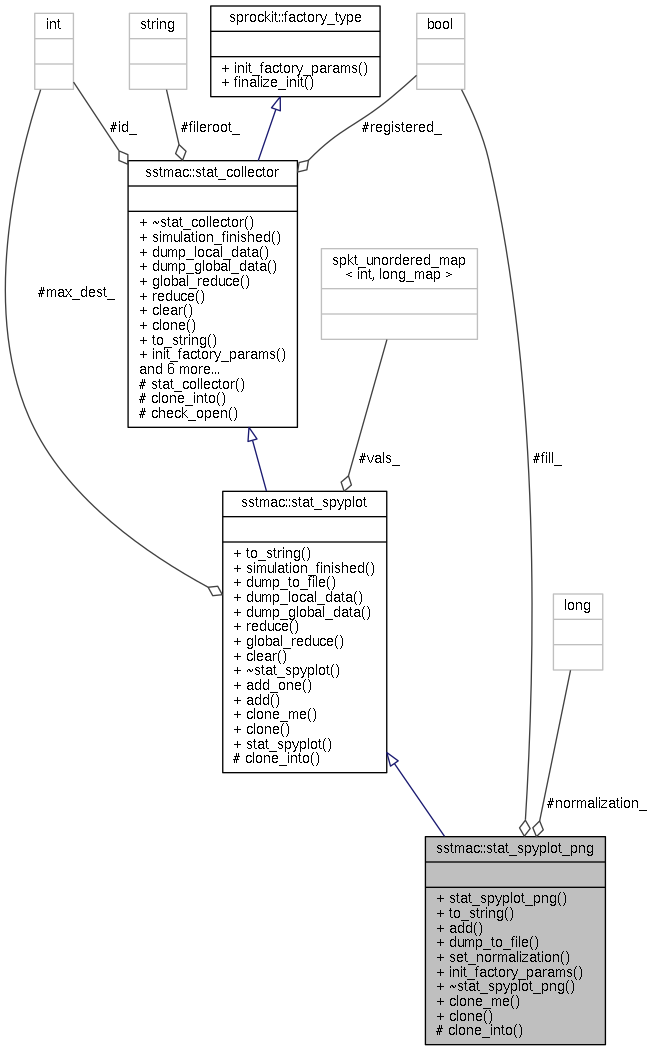 int
string
sprockit::factory_type
+ init_factory_params()
+ finalize_init()
bool
#id_
#fileroot_
#registered_
sstmac::stat_collector
+ ~stat_collector()
+ simulation_finished()
+ dump_local_data()
+ dump_global_data()
+ global_reduce()
+ reduce()
+ clear()
+ clone()
+ to_string()
+ init_factory_params()
and 6 more...
# stat_collector()
# clone_into()
# check_open()
spkt_unordered_map
< int, long_map >
#max_dest_
#vals_
#fill_
sstmac::stat_spyplot
+ to_string()
+ simulation_finished()
+ dump_to_file()
+ dump_local_data()
+ dump_global_data()
+ reduce()
+ global_reduce()
+ clear()
+ ~stat_spyplot()
+ add_one()
+ add()
+ clone_me()
+ clone()
+ stat_spyplot()
# clone_into()
long
#normalization_
sstmac::stat_spyplot_png
+ stat_spyplot_png()
+ to_string()
+ add()
+ dump_to_file()
+ set_normalization()
+ init_factory_params()
+ ~stat_spyplot_png()
+ clone_me()
+ clone()
# clone_into()